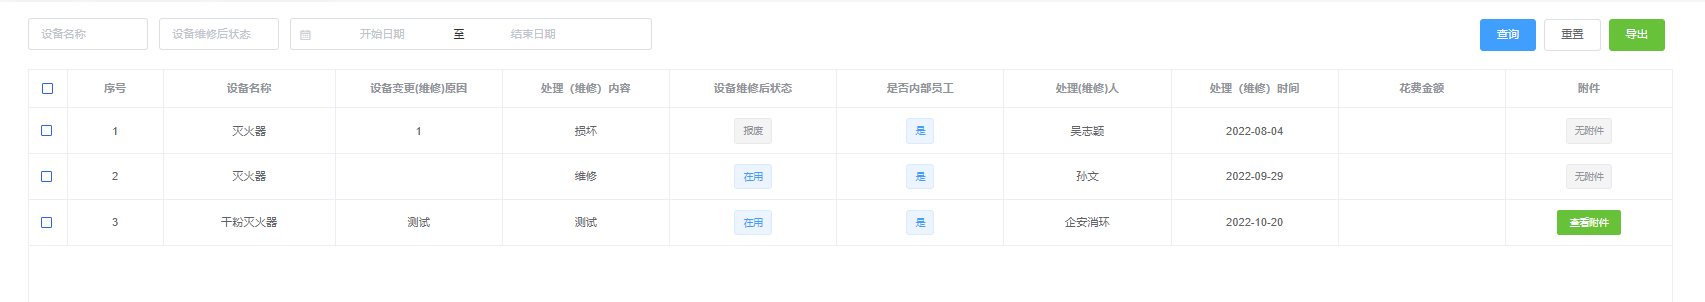 设备名称 设备维修后状态 开始日期 至 结束日期 查询 重置 导出
序号 设备名称 设备变更(维修)原因 处理（维修）内容 设备维修后状态 是否内部员工 处理(维修)人 处理（维修）时间 花费金额 附件
1 灭火器 1 损坏 报废 是 吴志颖 2022-08-04 无附件
2 灭火器 维修 在用 是 孙文 2022-09-29 无附件
3 干粉灭火器 测试 测试 在用 是 企安消环 2022-10-20 查看附件